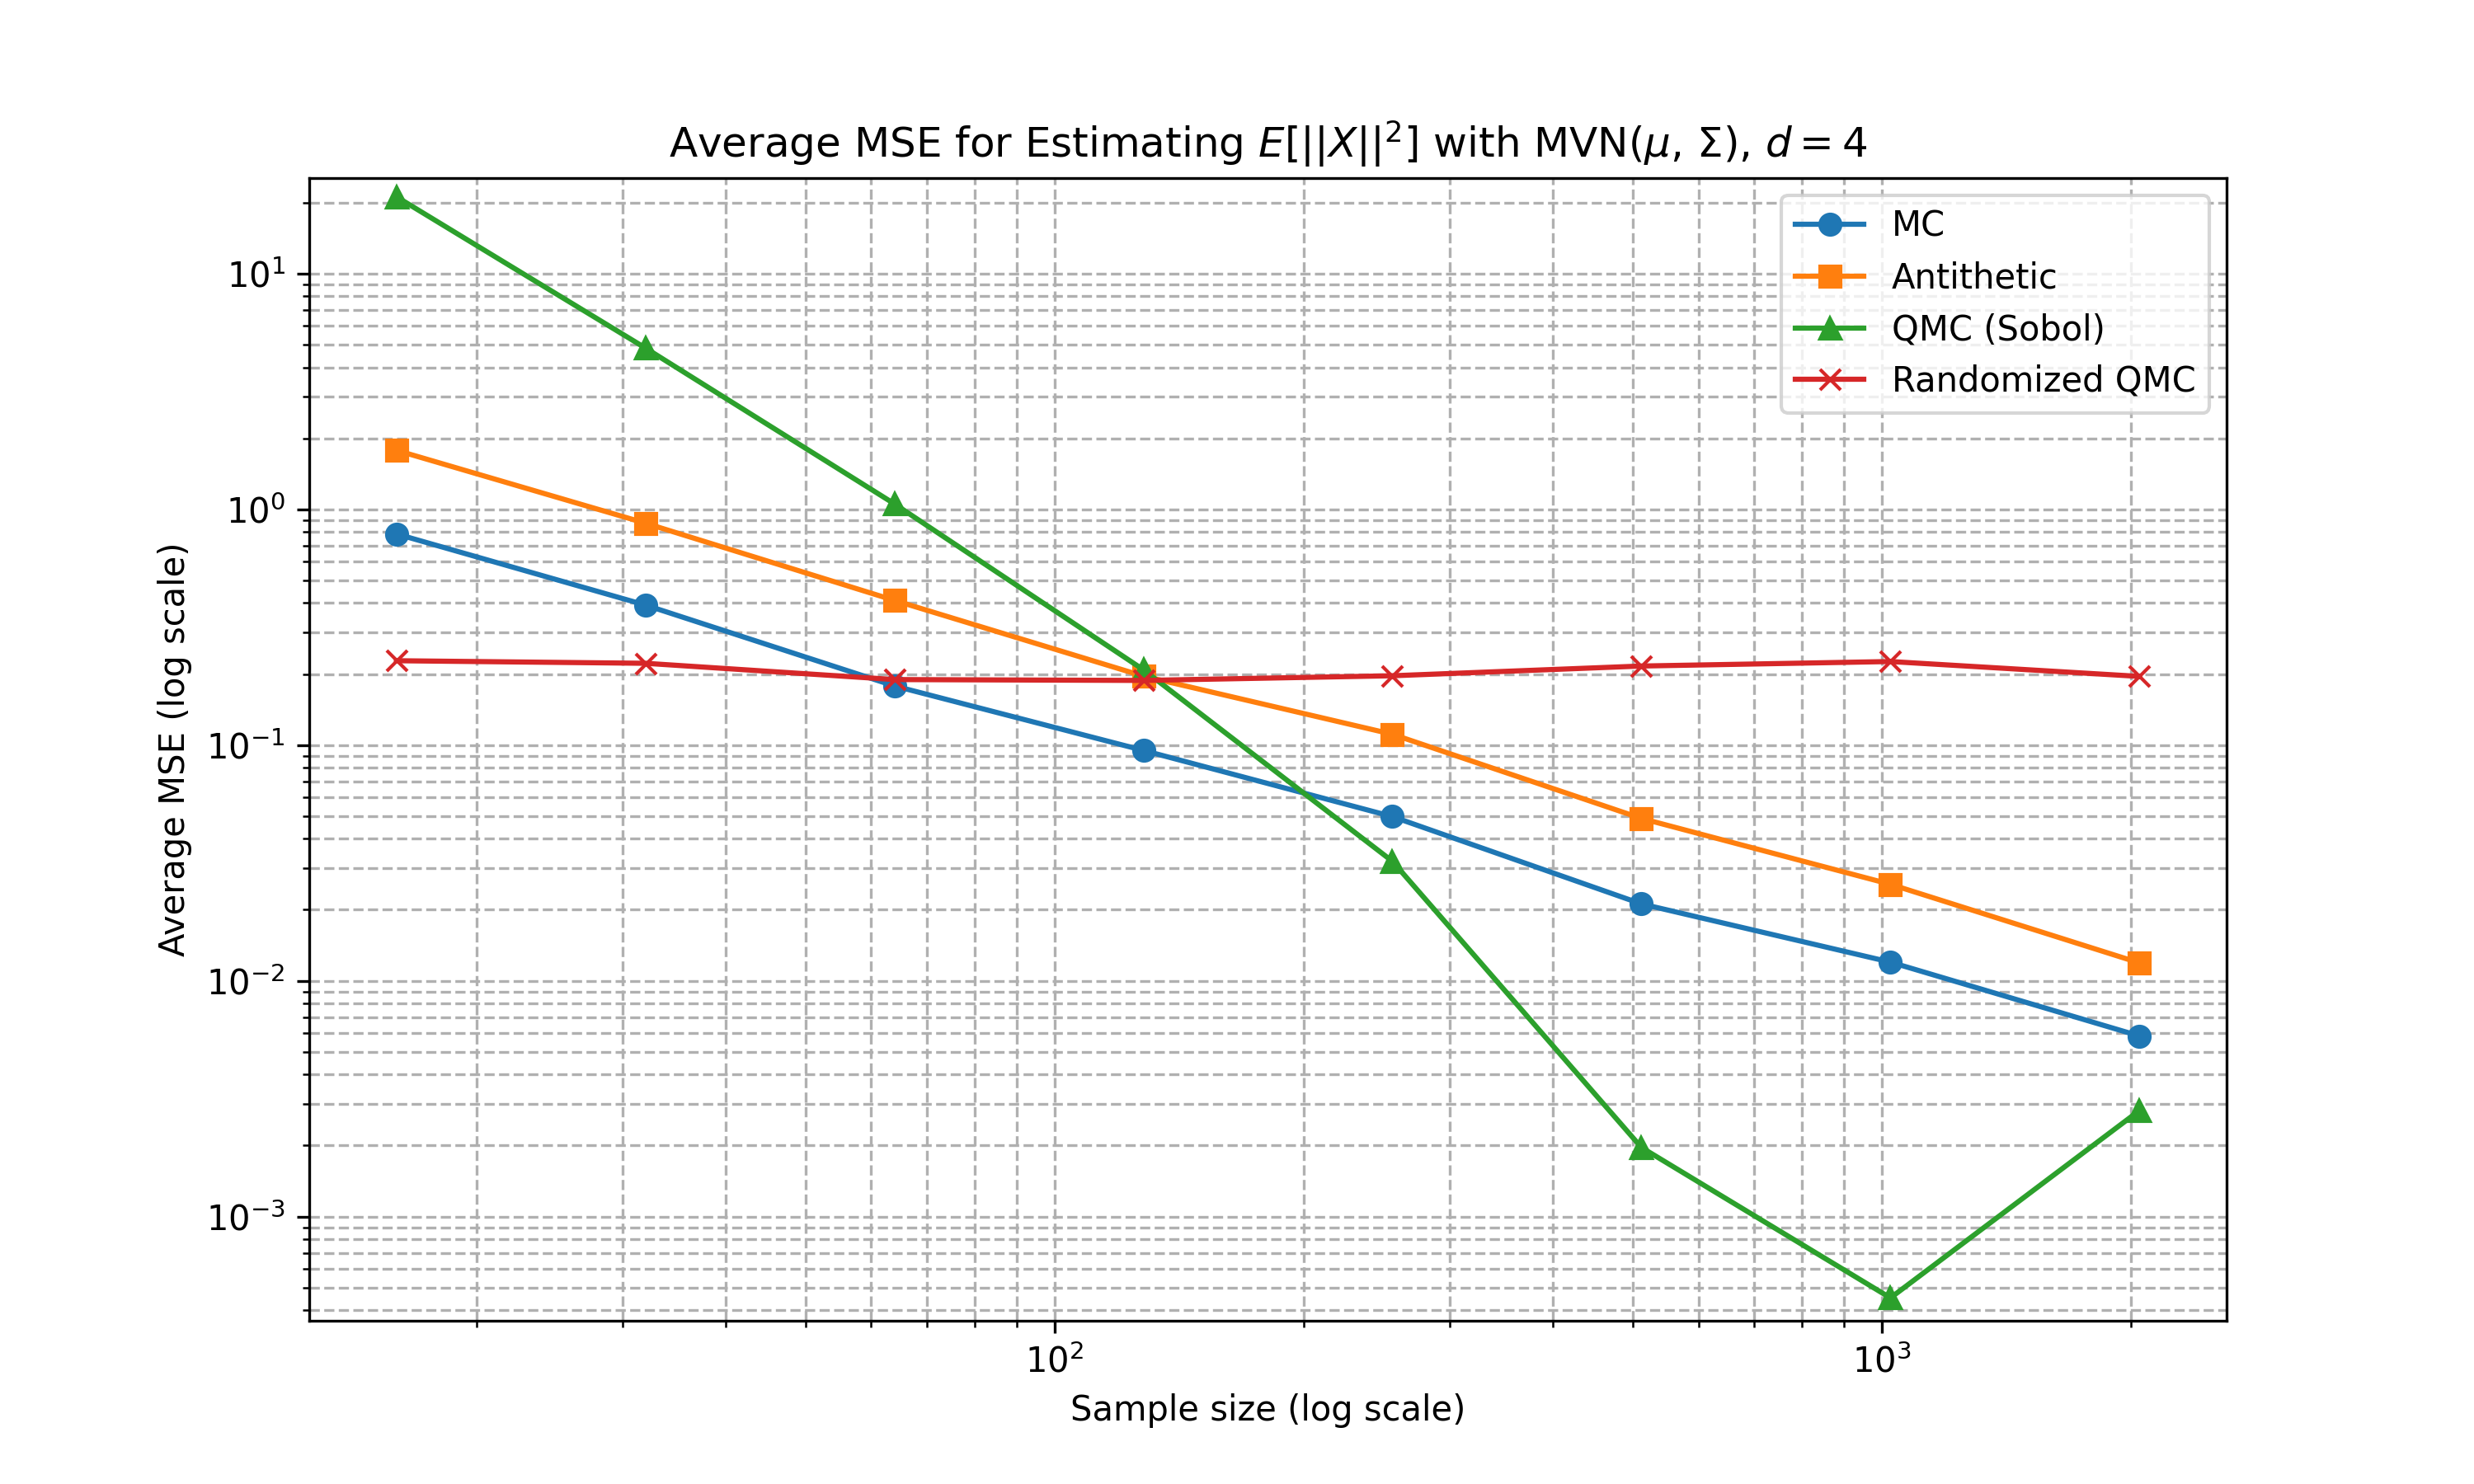 Average MSE for Estimating E[||X||²] with MVN(μ, Σ), d = 4
MC
Antithetic
QMC (Sobol)
Randomized QMC
Average MSE (log scale)
10¹
10⁰
10⁻¹
10⁻²
10⁻³
10² 10³
Sample size (log scale)